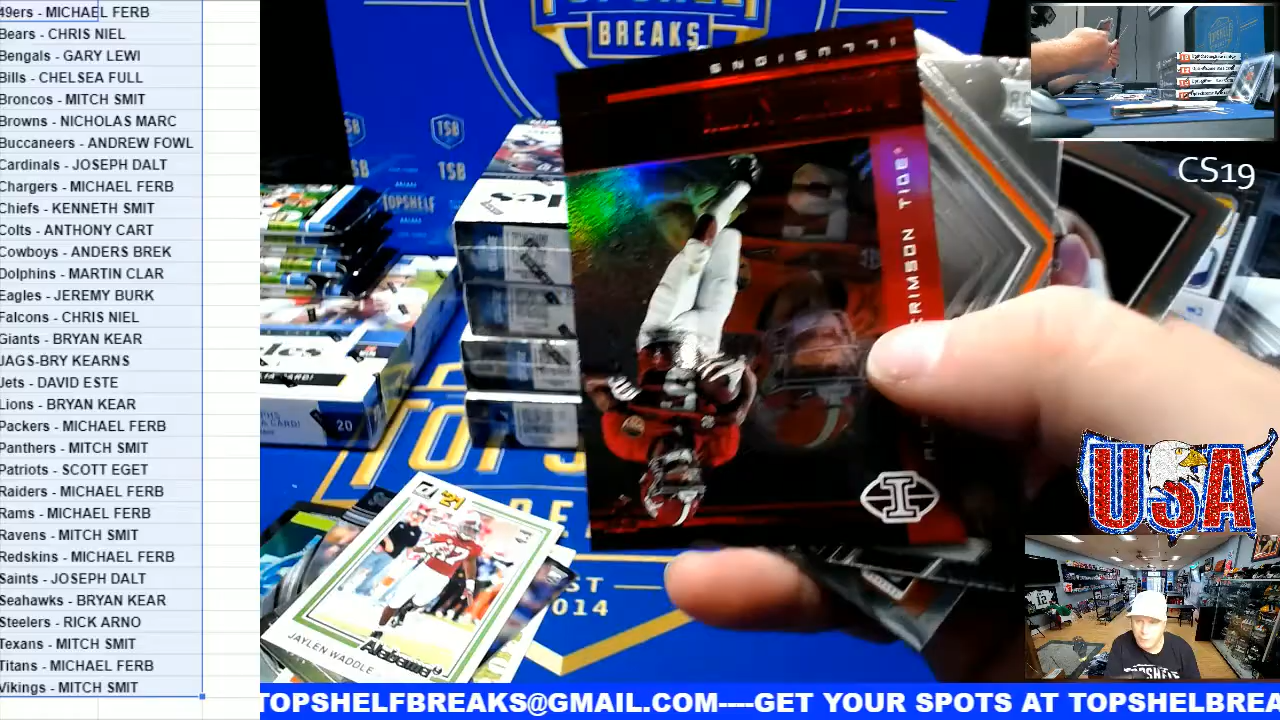 49ers - MICHAEL FERB
Bears - CHRIS NIEL
Bengals - GARY LEWI
Bills - CHELSEA FULL
Broncos - MITCH SMIT
Browns - NICHOLAS MARC
Buccaneers - ANDREW FOWL
Cardinals - JOSEPH DALT
Chargers - MICHAEL FERB
Chiefs - KENNETH SMIT
Colts - ANTHONY CART
Cowboys - ANDERS BREK
Dolphins - MARTIN CLAR
Eagles - JEREMY BURK
Falcons - CHRIS NIEL
Giants - BRYAN KEAR
JAGS-BRY KEARNS
Jets - DAVID ESTE
Lions - BRYAN KEAR
Packers - MICHAEL FERB
Panthers - MITCH SMIT
Patriots - SCOTT EGET
Raiders - MICHAEL FERB
Rams - MICHAEL FERB
Ravens - MITCH SMIT
Redskins - MICHAEL FERB
Saints - JOSEPH DALT
Seahawks - BRYAN KEAR
Steelers - RICK ARNO
Texans - MITCH SMIT
Titans - MICHAEL FERB
Vikings - MITCH SMIT
BREAKS
TSB
TSB
TSB
TOPSHELF
CRIMSON TIDE
20
'21
JAYLEN WADDLE
Alabama
2014
CS19
USA
TOPSHELFBREAKS@GMAIL.COM----GET YOUR SPOTS AT TOPSHELBREA